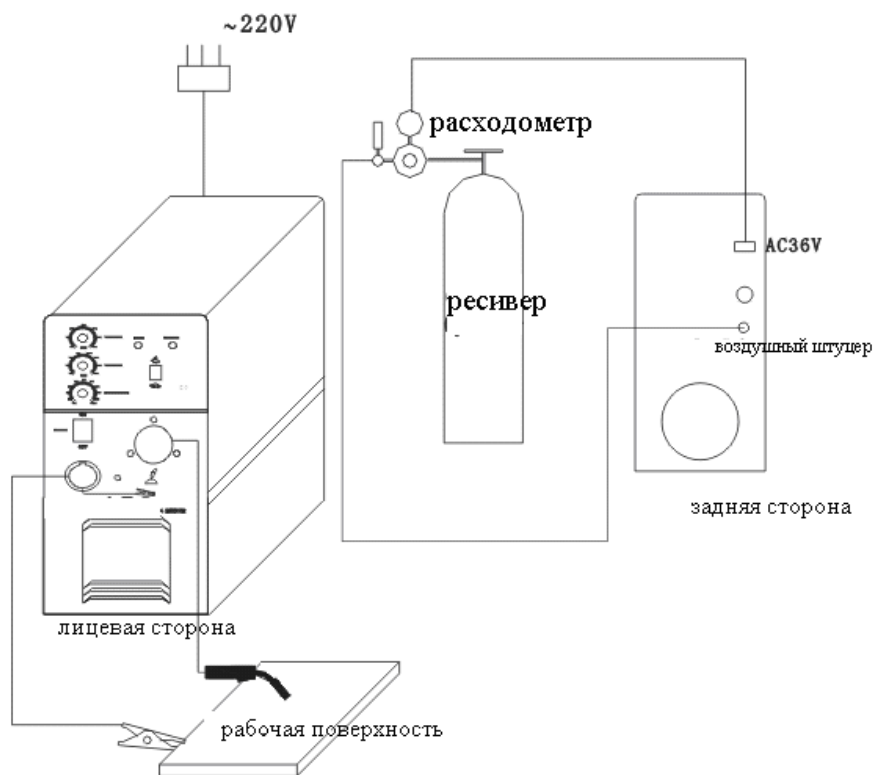 ~220V
расходометр
AC36V
ресивер
воздушный штуцер
задняя сторона
лицевая сторона
рабочая поверхность